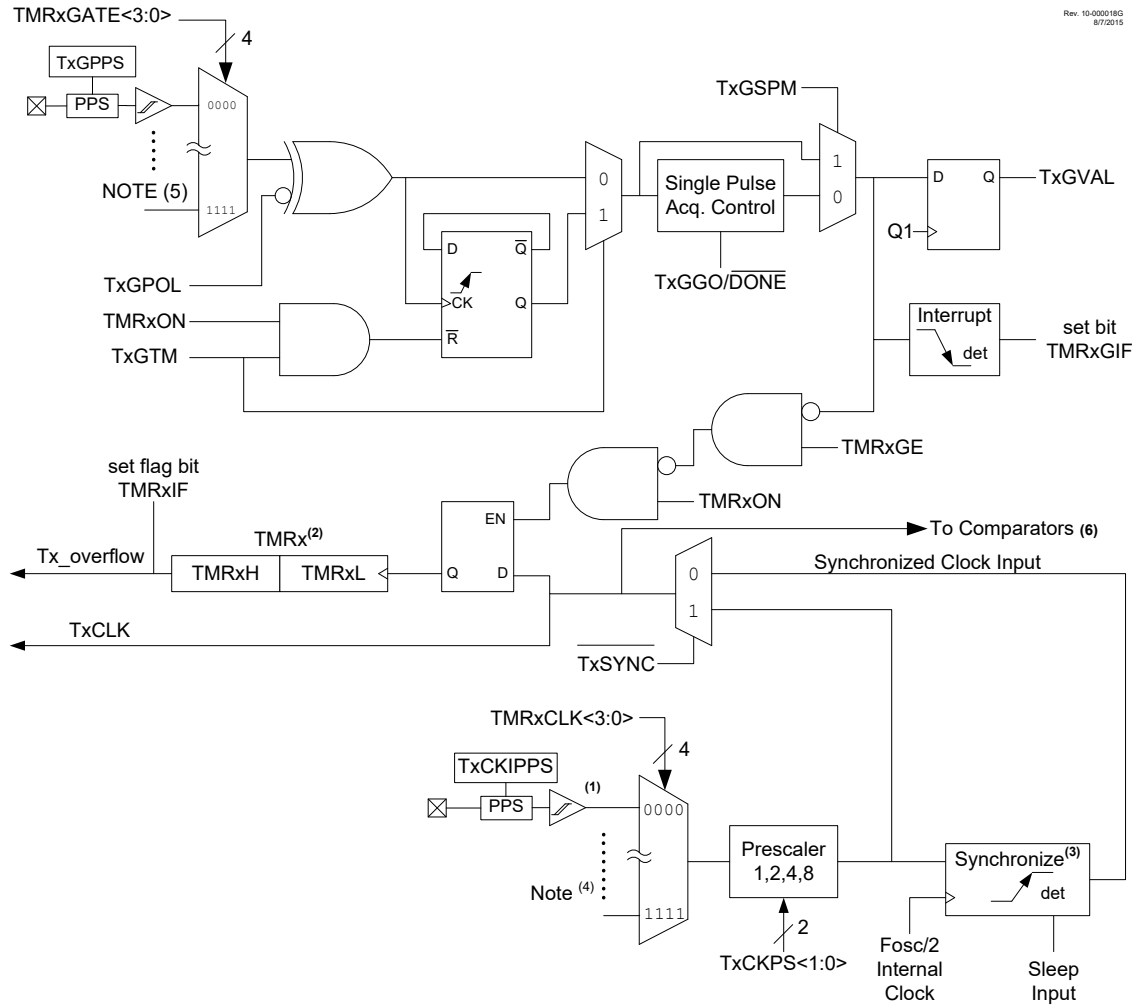 Rev. 10-000018G
8/7/2015
TMRxGATE<3:0>
4
TxGPPS
PPS
0000
NOTE (5)
1111
TxGPOL
TMRxON
TxGTM
D
Q
CK
Q
R
0
1
Single Pulse
Acq. Control
TxGGO/DONE
TxGSPM
1
0
D
Q
Q1
TxGVAL
Interrupt
det
set bit
TMRxGIF
TMRxGE
TMRxON
set flag bit
TMRxIF
Tx_overflow
TMRx(2)
TMRxH
TMRxL
EN
Q
D
TxCLK
To Comparators (6)
0
1
Synchronized Clock Input
TxSYNC
TMRxCLK<3:0>
4
TxCKIPPS
PPS
(1)
0000
Note (4)
1111
Prescaler
1,2,4,8
2
TxCKPS<1:0>
Synchronize(3)
det
Fosc/2
Internal
Clock
Sleep
Input